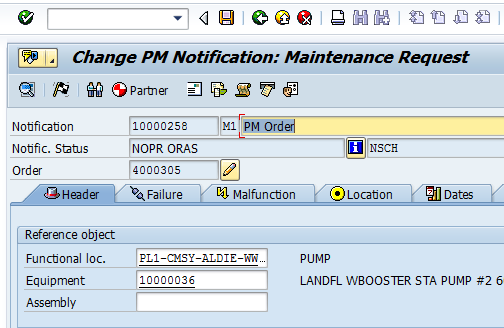 Change PM Notification: Maintenance Request
Partner
Notification 10000258 M1 PM Order
Notific. Status NOPR ORAS NSCH
Order 4000305
Header Failure Malfunction Location Dates
Reference object
Functional loc. PL1-CMSY-ALDIE-WW... PUMP
Equipment 10000036 LANDFL WBOOSTER STA PUMP #2 6
Assembly